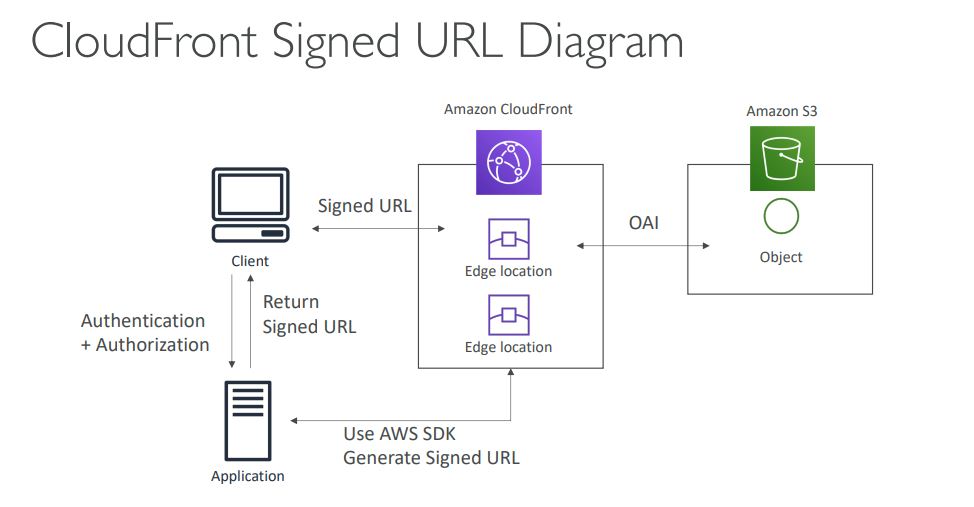 CloudFront Signed URL Diagram
Amazon CloudFront
Amazon S3
Signed URL
OAI
Client
Edge location
Object
Return
Signed URL
Authentication
+ Authorization
Edge location
Use AWS SDK
Generate Signed URL
Application